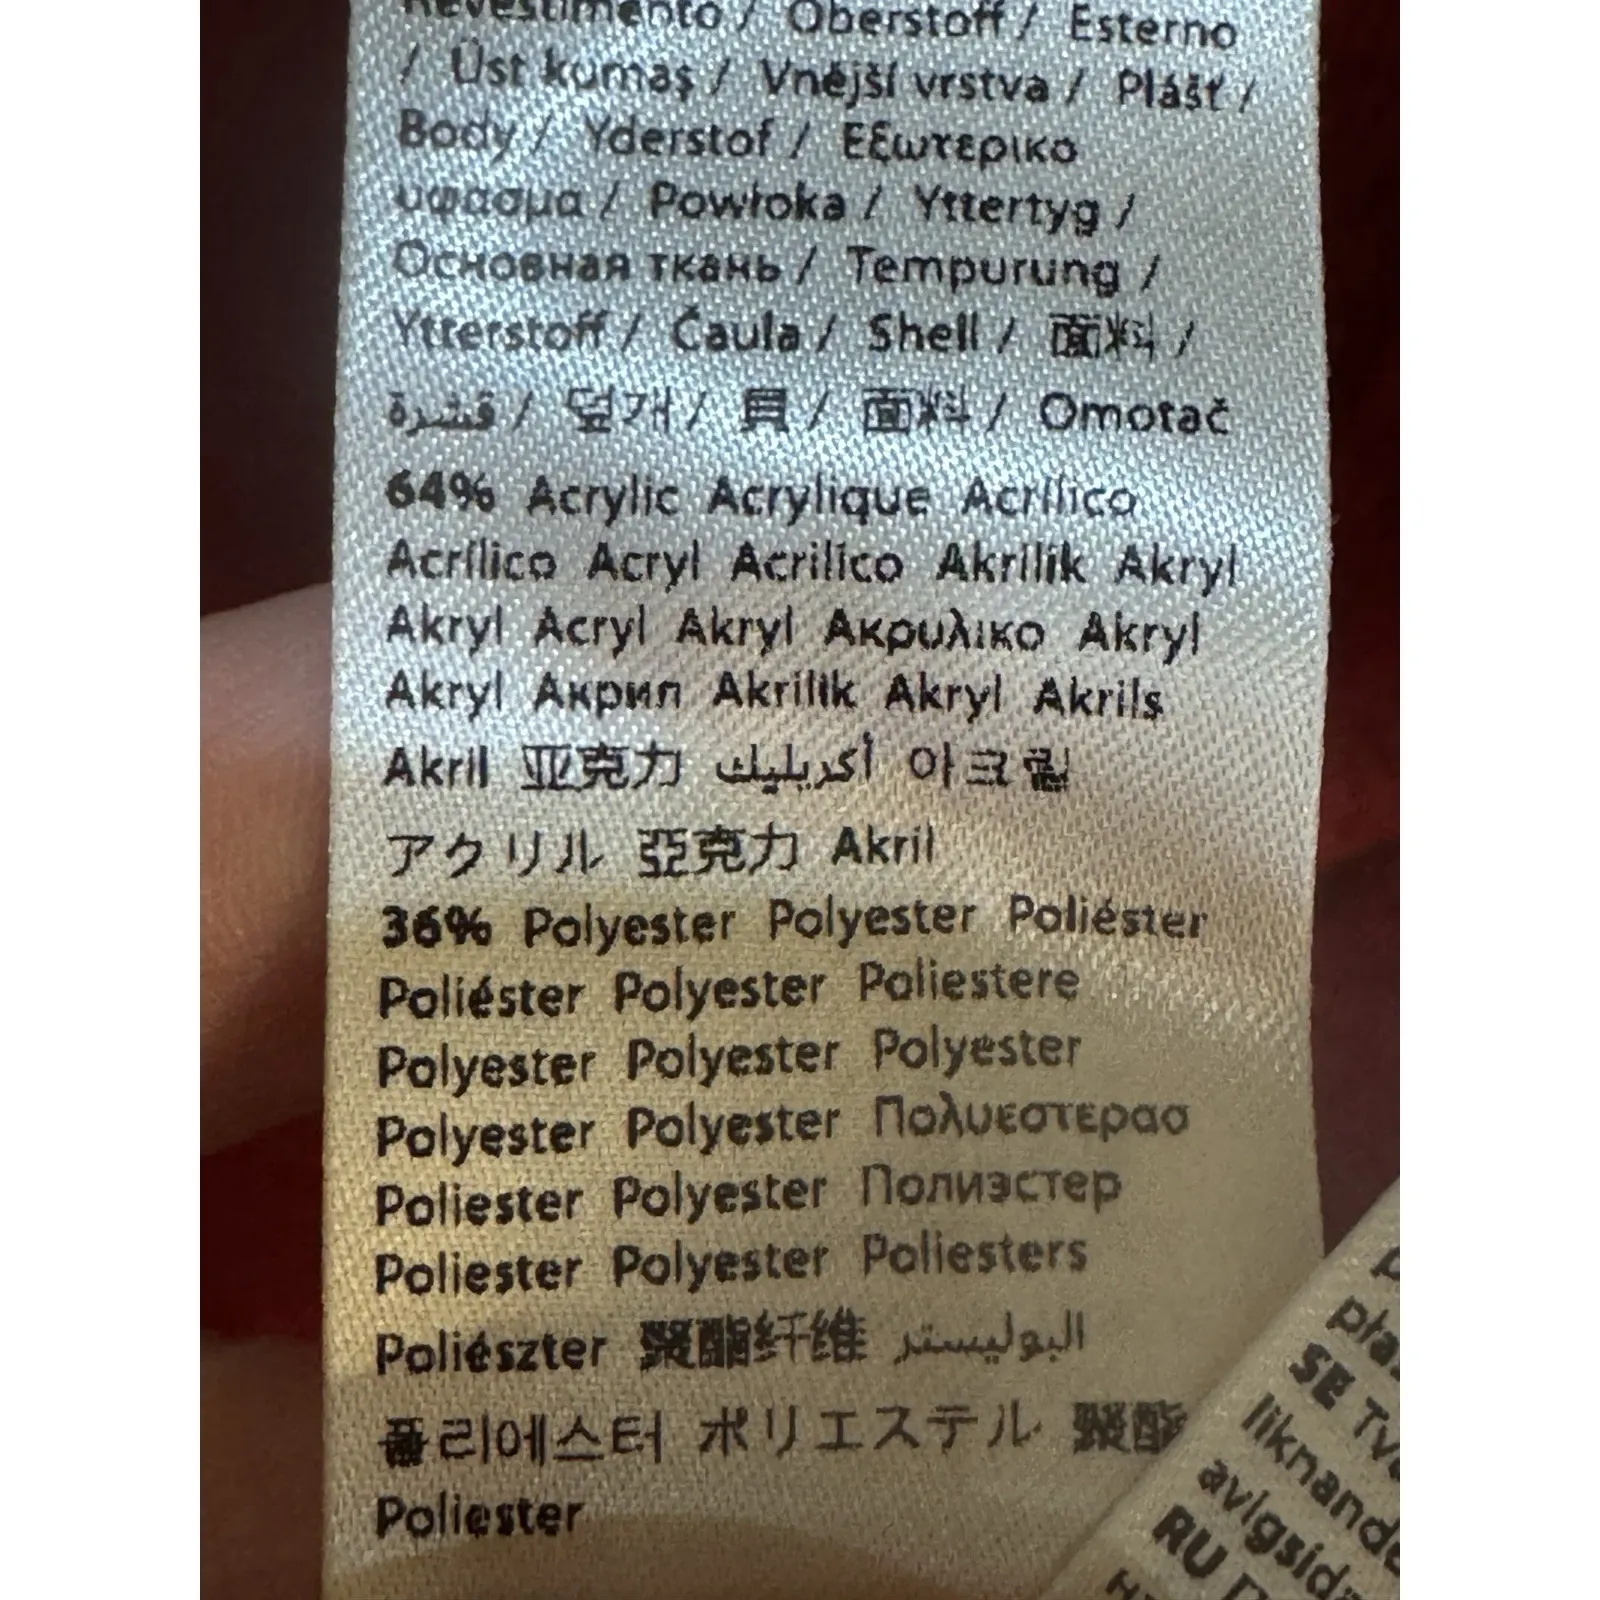 Revestimento / Oberstoff / Esterno
/ Üst kumaş / Vnější vrstva / Plášť /
Body / Yderstof / Εξωτερικο
υφασμα / Powłoka / Yttertyg /
Основная ткань / Tempurung /
Ytterstoff / Čaula / Shell / 面料 /
قشرة / 덮개 / 貝 / 面料 / Omotač
64% Acrylic Acrylique Acrílico
Acrílico Acryl Acrilico Akrilik Akryl
Akryl Acryl Akryl Ακρυλικο Akryl
Akryl Акрил Akrilik Akryl Akrils
Akril 亚克力 أكريليك 아크릴
アクリル 亞克力 Akril
36% Polyester Polyester Poliéster
Poliéster Polyester Poliestere
Polyester Polyester Polyester
Polyester Polyester Πολυεστερασ
Poliester Polyester Полиэстер
Poliester Polyester Poliesters
Poliészter 聚酯纤维 البوليستر
폴리에스터 ポリエステル 聚酯
Poliester
SE
liknande
RU